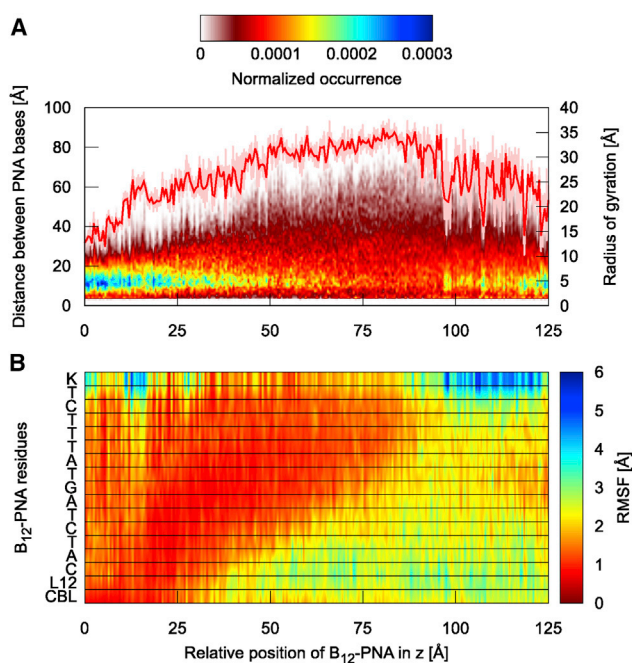 A
0 0.0001 0.0002 0.0003
Normalized occurrence
Distance between PNA bases [Å]
100
80
60
40
20
0
40
35
30
25
20
15
10
5
0
Radius of gyration [Å]
0 25 50 75 100 125
B
B12-PNA residues
K
T
C
T
T
T
A
T
G
A
T
C
T
A
C
L12
CBL
6
5
4
3
2
1
0
RMSF [Å]
0 25 50 75 100 125
Relative position of B12-PNA in z [Å]